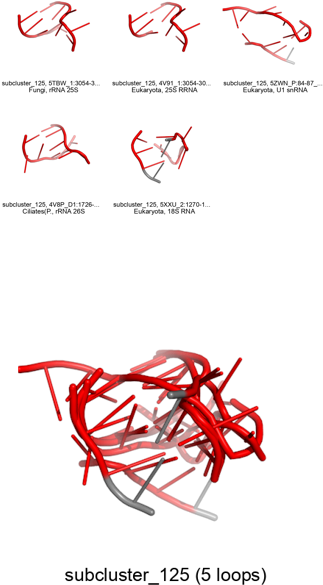 subcluster_125, 5TBW_1:3054-3...
Fungi, rRNA 25S
subcluster_125, 4V91_1:3054-30...
Eukaryota, 25S RRNA
subcluster_125, 5ZWN_P:84-87_...
Eukaryota, U1 snRNA
subcluster_125, 4V8P_D1:1726-...
Ciliates(P., rRNA 26S
subcluster_125, 5XXU_2:1270-1...
Eukaryota, 18S RNA
subcluster_125 (5 loops)